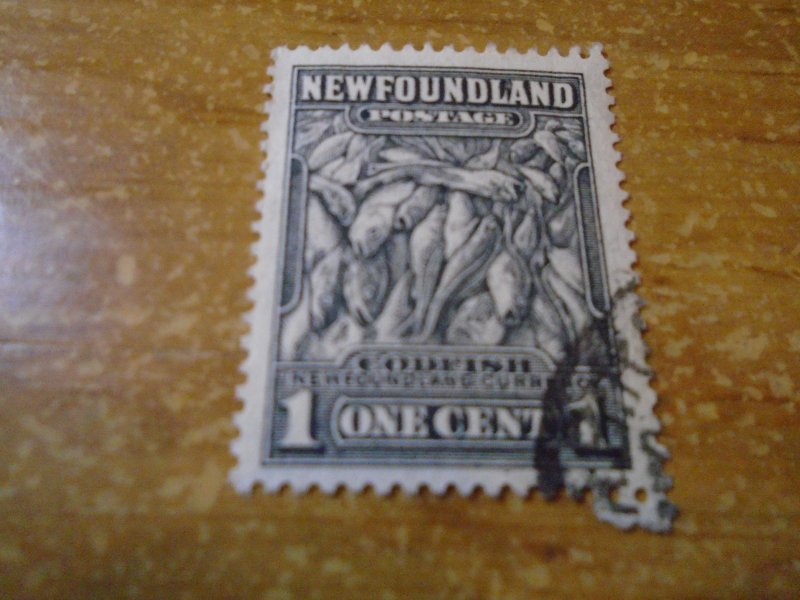 NEWFOUNDLAND
POSTAGE
CODFISH
NEWFOUNDLAND CURRENCY
1 ONE CENT 1